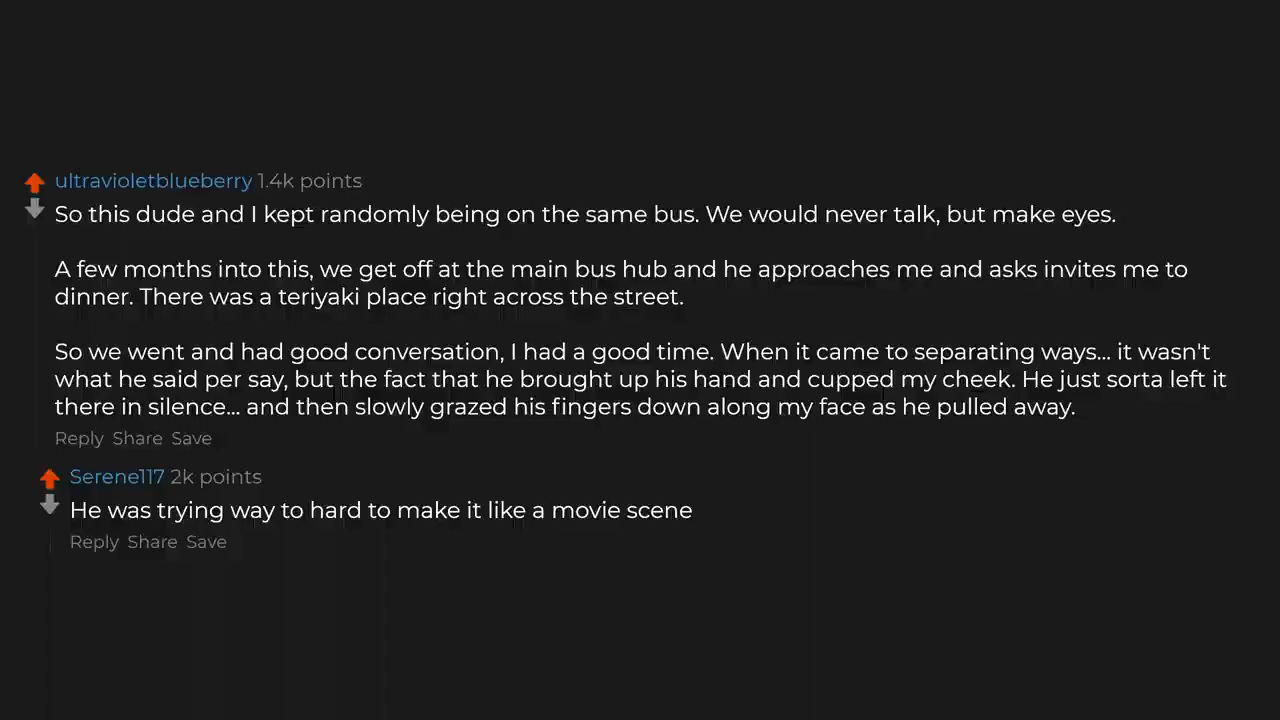 ultravioletblueberry 1.4k points
So this dude and I kept randomly being on the same bus. We would never talk, but make eyes.
A few months into this, we get off at the main bus hub and he approaches me and asks invites me to
dinner. There was a teriyaki place right across the street.
So we went and had good conversation, I had a good time. When it came to separating ways... it wasn't
what he said per say, but the fact that he brought up his hand and cupped my cheek. He just sorta left it
there in silence... and then slowly grazed his fingers down along my face as he pulled away.
Reply Share Save
Serene117 2k points
He was trying way to hard to make it like a movie scene
Reply Share Save